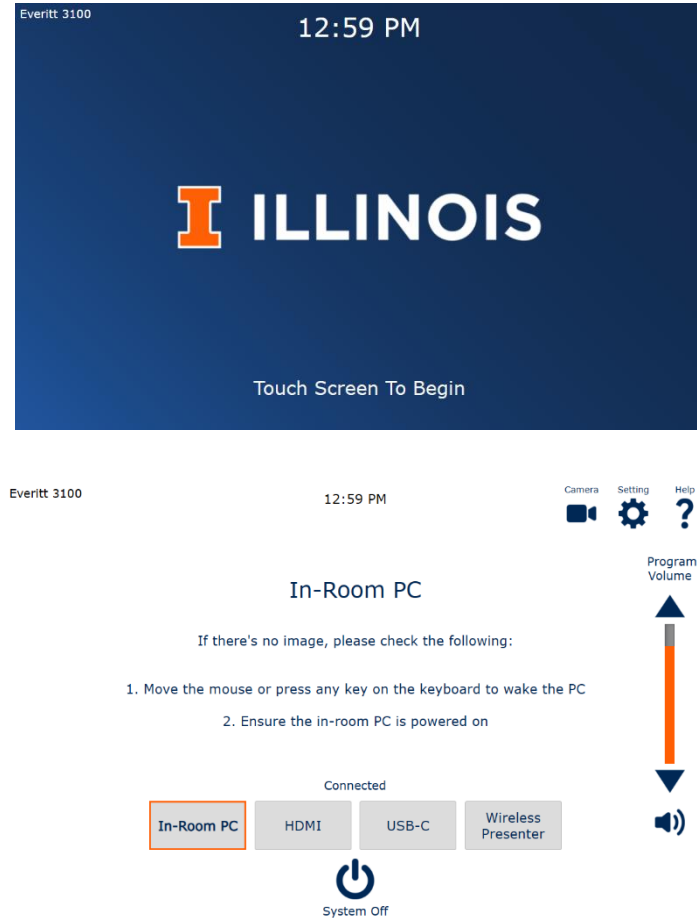 Everitt 3100
12:59 PM
I ILLINOIS
Touch Screen To Begin
Everitt 3100
12:59 PM
Camera
Setting
Help
?
Program
Volume
In-Room PC
If there's no image, please check the following:
1. Move the mouse or press any key on the keyboard to wake the PC
2. Ensure the in-room PC is powered on
Connected
In-Room PC
HDMI
USB-C
Wireless
Presenter
System Off